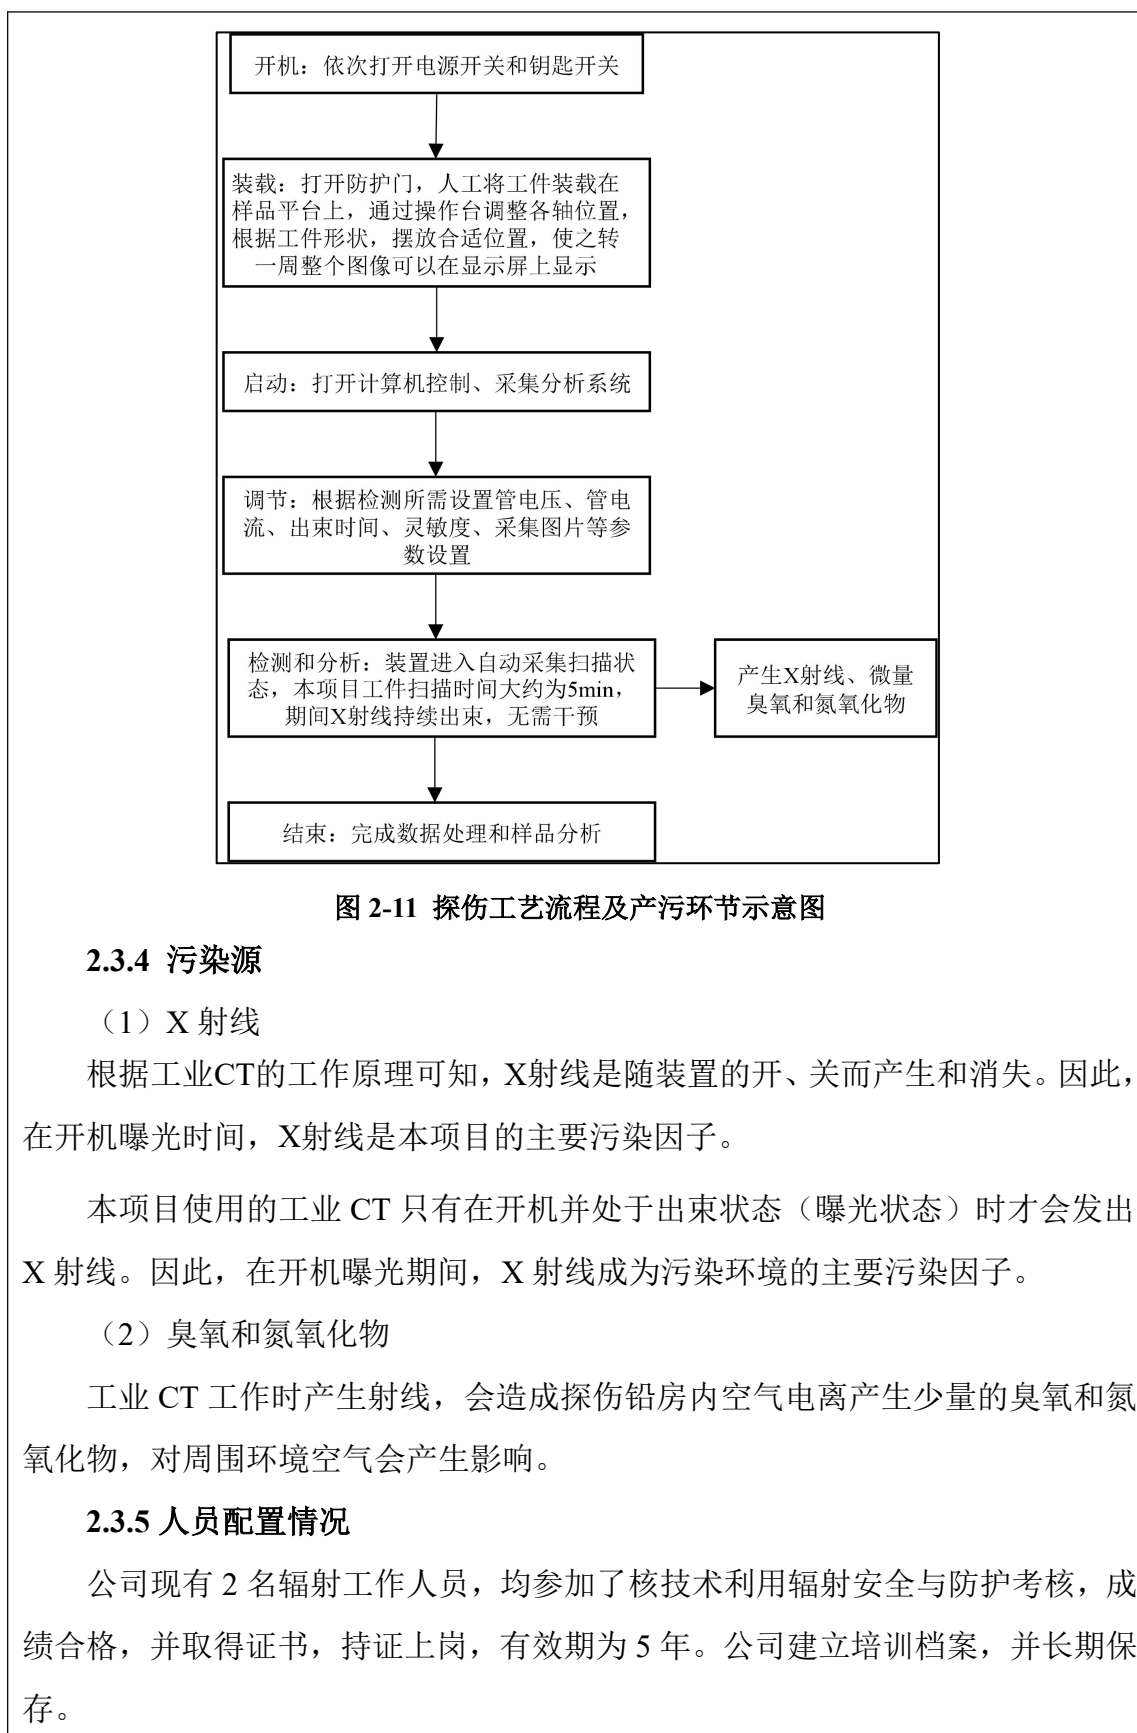 开机：依次打开电源开关和钥匙开关
装载：打开防护门，人工将工件装载在
样品平台上，通过操作台调整各轴位置，
根据工件形状，摆放合适位置，使之转
一周整个图像可以在显示屏上显示
启动：打开计算机控制、采集分析系统
调节：根据检测所需设置管电压、管电
流、出束时间、灵敏度、采集图片等参
数设置
检测和分析：装置进入自动采集扫描状
态，本项目工件扫描时间大约为5min，
期间X射线持续出束，无需干预
产生X射线、微量
臭氧和氮氧化物
结束：完成数据处理和样品分析
图 2-11 探伤工艺流程及产污环节示意图
2.3.4 污染源
（1）X 射线
根据工业CT的工作原理可知，X射线是随装置的开、关而产生和消失。因此，
在开机曝光时间，X射线是本项目的主要污染因子。
本项目使用的工业 CT 只有在开机并处于出束状态（曝光状态）时才会发出
X 射线。因此，在开机曝光期间，X 射线成为污染环境的主要污染因子。
（2）臭氧和氮氧化物
工业 CT 工作时产生射线，会造成探伤铅房内空气电离产生少量的臭氧和氮
氧化物，对周围环境空气会产生影响。
2.3.5 人员配置情况
公司现有 2 名辐射工作人员，均参加了核技术利用辐射安全与防护考核，成
绩合格，并取得证书，持证上岗，有效期为 5 年。公司建立培训档案，并长期保
存。